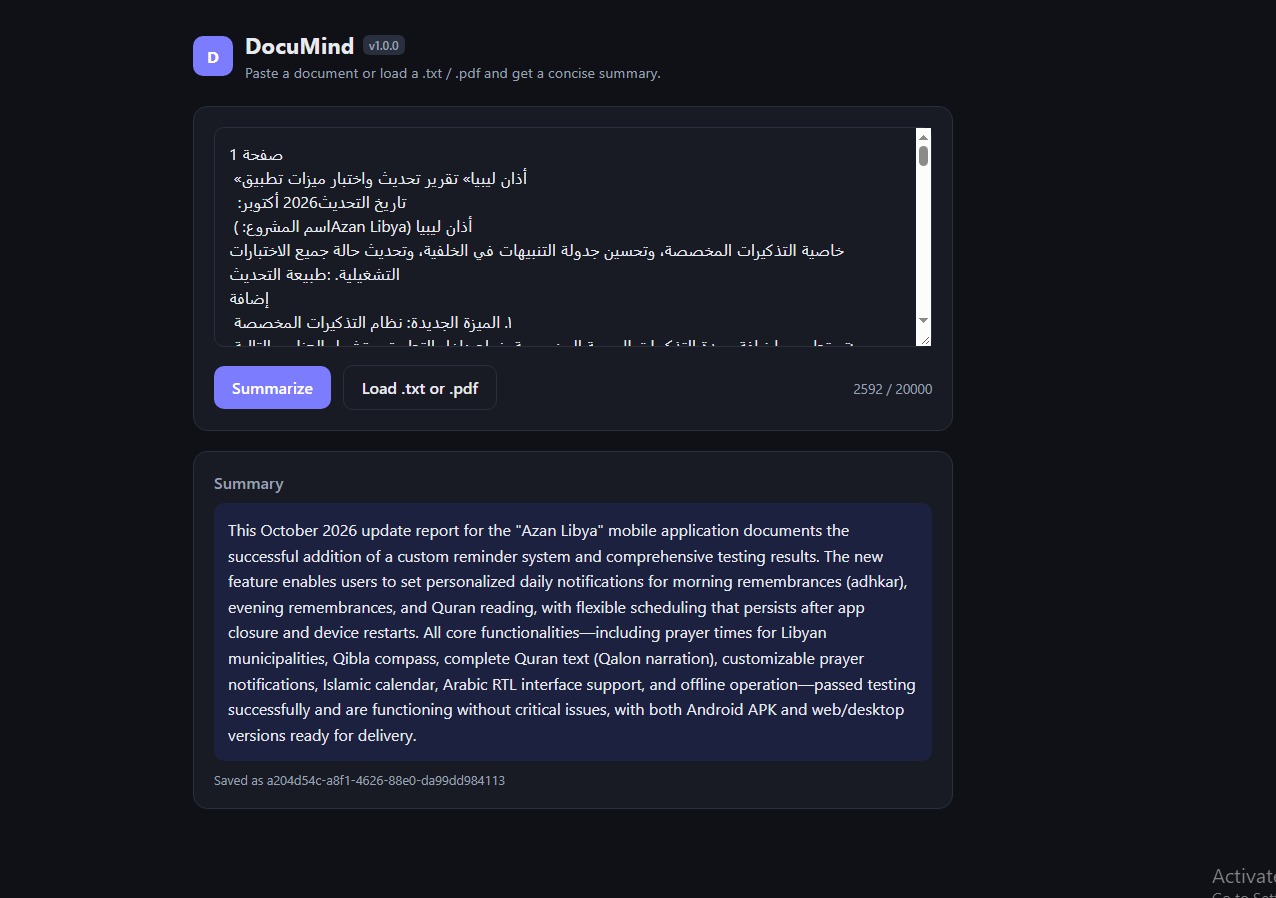 D
DocuMind v1.0.0
Paste a document or load a .txt / .pdf and get a concise summary.
صفحة 1
أذان ليبيا» تقرير تحديث واختبار ميزات تطبيق«
تاريخ التحديث2026 أكتوبر:
أذان ليبيا (Azan Libyaاسم المشروع: )
خاصية التذكيرات المخصصة، وتحسين جدولة التنبيهات في الخلفية، وتحديث حالة جميع الاختبارات
التشغيلية. :طبيعة التحديث
إضافة
١. الميزة الجديدة: نظام التذكيرات المخصصة
Summarize
Load .txt or .pdf
2592 / 20000
Summary
This October 2026 update report for the "Azan Libya" mobile application documents the
successful addition of a custom reminder system and comprehensive testing results. The new
feature enables users to set personalized daily notifications for morning remembrances (adhkar),
evening remembrances, and Quran reading, with flexible scheduling that persists after app
closure and device restarts. All core functionalities—including prayer times for Libyan
municipalities, Qibla compass, complete Quran text (Qalon narration), customizable prayer
notifications, Islamic calendar, Arabic RTL interface support, and offline operation—passed testing
successfully and are functioning without critical issues, with both Android APK and web/desktop
versions ready for delivery.
Saved as a204d54c-a8f1-4626-88e0-da99dd984113